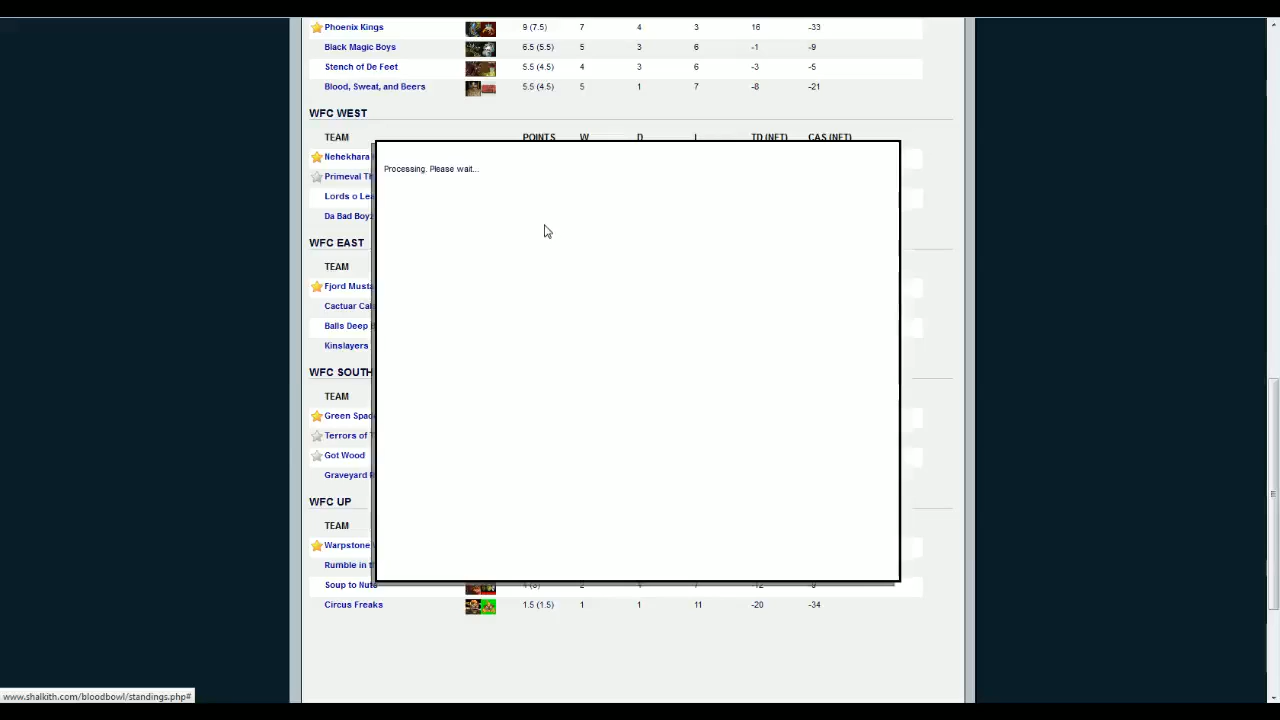 Phoenix Kings 9 (7.5) 7 4 3 16 -33
Black Magic Boys 6.5 (5.5) 5 3 6 -1 -9
Stench of De Feet 5.5 (4.5) 4 3 6 -3 -5
Blood, Sweat, and Beers 5.5 (4.5) 5 1 7 -8 -21
WFC WEST
TEAM POINTS W D L TD (NET) CAS (NET)
Nehekhara
Processing. Please wait...
Primeval
Lords o
Da Bad Boyz
WFC EAST
TEAM
Fjord
Cactuar
Balls Deep
Kinslayers
WFC SOUTH
TEAM
Green
Terrors of
Got Wood
Graveyard
WFC UP
TEAM
Warpstone
Rumble in
Soup to Nuts
Circus Freaks 1.5 (1.5) 1 1 11 -20 -34
www.shalkith.com/bloodbowl/standings.php#